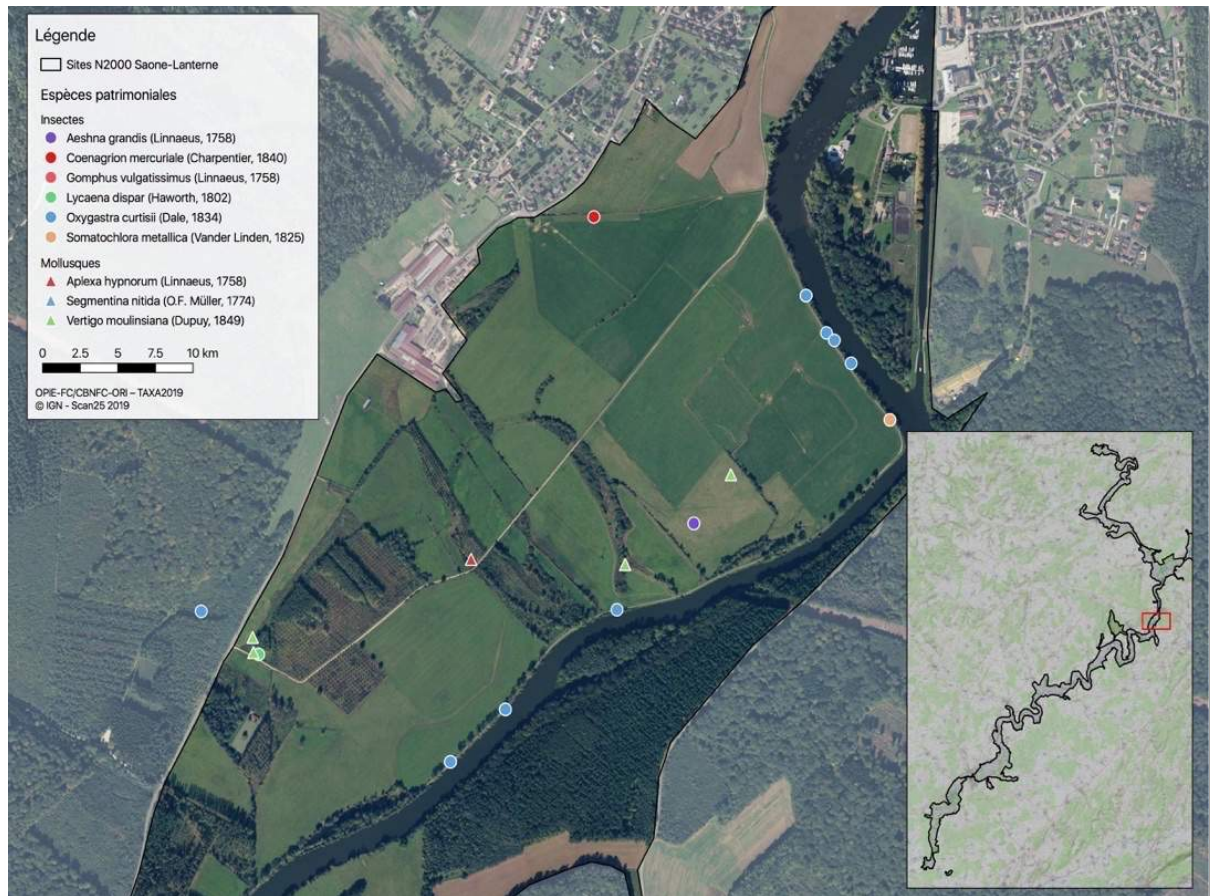 Légende
Sites N2000 Saone-Lanterne
Espèces patrimoniales
Insectes
Aeshna grandis (Linnaeus, 1758)
Coenagrion mercuriale (Charpentier, 1840)
Gomphus vulgatissimus (Linnaeus, 1758)
Lycaena dispar (Haworth, 1802)
Oxygastra curtisii (Dale, 1834)
Somatochlora metallica (Vander Linden, 1825)
Mollusques
Aplexa hypnorum (Linnaeus, 1758)
Segmentina nitida (O.F. Müller, 1774)
Vertigo moulinsiana (Dupuy, 1849)
0 2.5 5 7.5 10 km
OPIE-FC/CBNFC-ORI – TAXA2019
© IGN - Scan25 2019